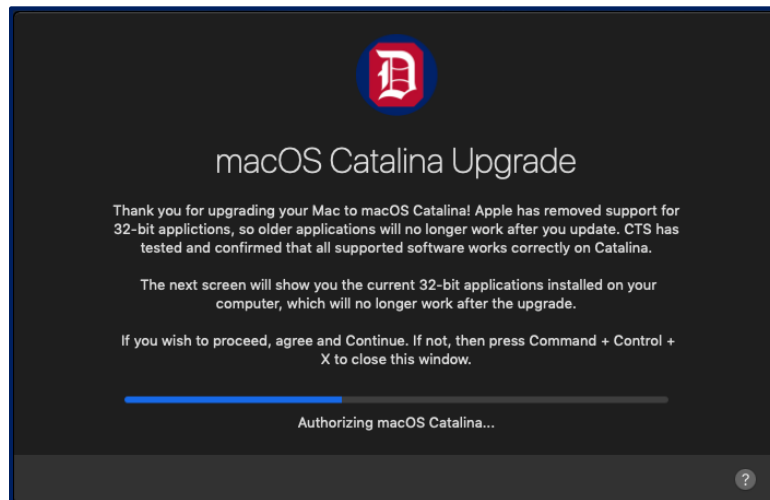 D
macOS Catalina Upgrade
Thank you for upgrading your Mac to macOS Catalina! Apple has removed support for
32-bit applictions, so older applications will no longer work after you update. CTS has
tested and confirmed that all supported software works correctly on Catalina.
The next screen will show you the current 32-bit applications installed on your
computer, which will no longer work after the upgrade.
If you wish to proceed, agree and Continue. If not, then press Command + Control +
X to close this window.
Authorizing macOS Catalina...
?